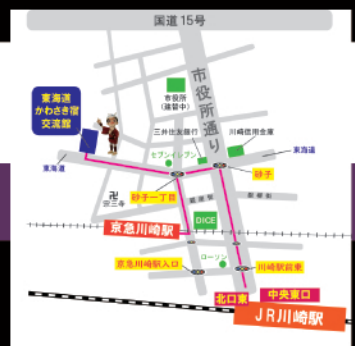 国道15号
東海道
かわさき宿
交流館
市役所
(建替中)
市役所通り
三井住友銀行
川崎信用金庫
セブンイレブン
東海道
東海道
砂子
砂子一丁目
卍
宗三寺
DICE
京急川崎駅
京急川崎駅入口
ローソン
川崎駅前東
北口東
中央東口
JR川崎駅